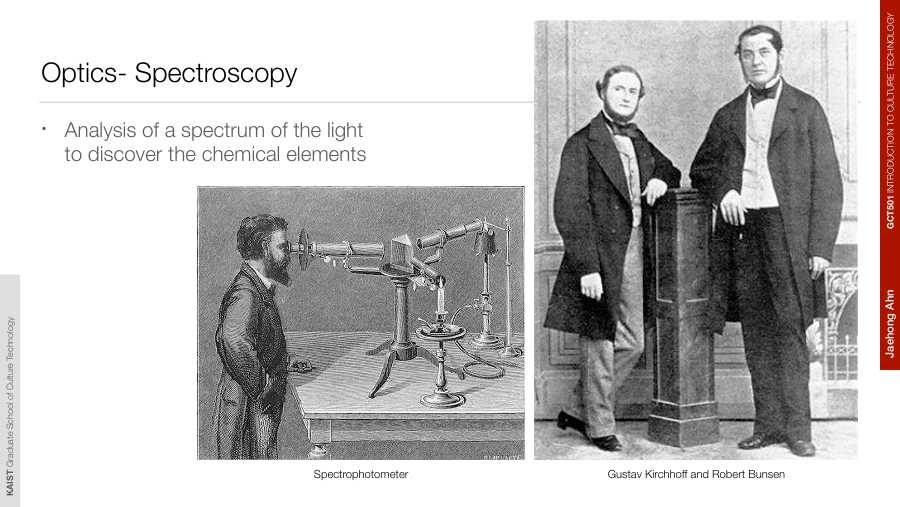 Optics- Spectroscopy
• Analysis of a spectrum of the light
to discover the chemical elements
Spectrophotometer
Gustav Kirchhoff and Robert Bunsen
GCT501 INTRODUCTION TO CULTURE TECHNOLOGY
Jaehong Ahn
KAIST Graduate School of Culture Technology